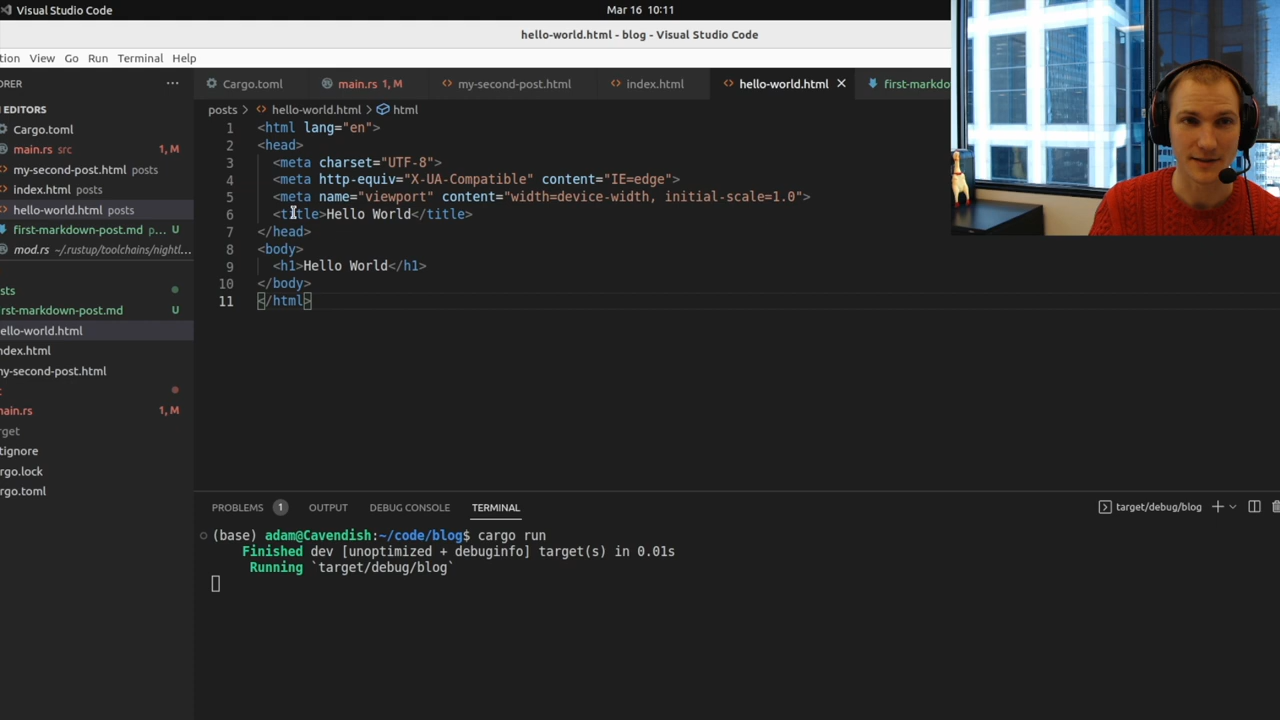 Visual Studio Code
Mar 16 10:11
hello-world.html - blog - Visual Studio Code
tion View Go Run Terminal Help
ORER
EDITORS
Cargo.toml
main.rs src 1, M
my-second-post.html posts
index.html posts
hello-world.html posts
first-markdown-post.md p... U
mod.rs ~/.rustup/toolchains/nightl...
sts
rst-markdown-post.md U
ello-world.html
ndex.html
ny-second-post.html
main.rs 1, M
rget
itignore
rgo.lock
rgo.toml
Cargo.toml main.rs 1, M my-second-post.html index.html hello-world.html first-markdo
posts > hello-world.html > html
1 <html lang="en">
2 <head>
3 <meta charset="UTF-8">
4 <meta http-equiv="X-UA-Compatible" content="IE=edge">
5 <meta name="viewport" content="width=device-width, initial-scale=1.0">
6 <title>Hello World</title>
7 </head>
8 <body>
9 <h1>Hello World</h1>
10 </body>
11 </html>
PROBLEMS 1 OUTPUT DEBUG CONSOLE TERMINAL
target/debug/blog
(base) adam@Cavendish:~/code/blog$ cargo run
Finished dev [unoptimized + debuginfo] target(s) in 0.01s
Running `target/debug/blog`